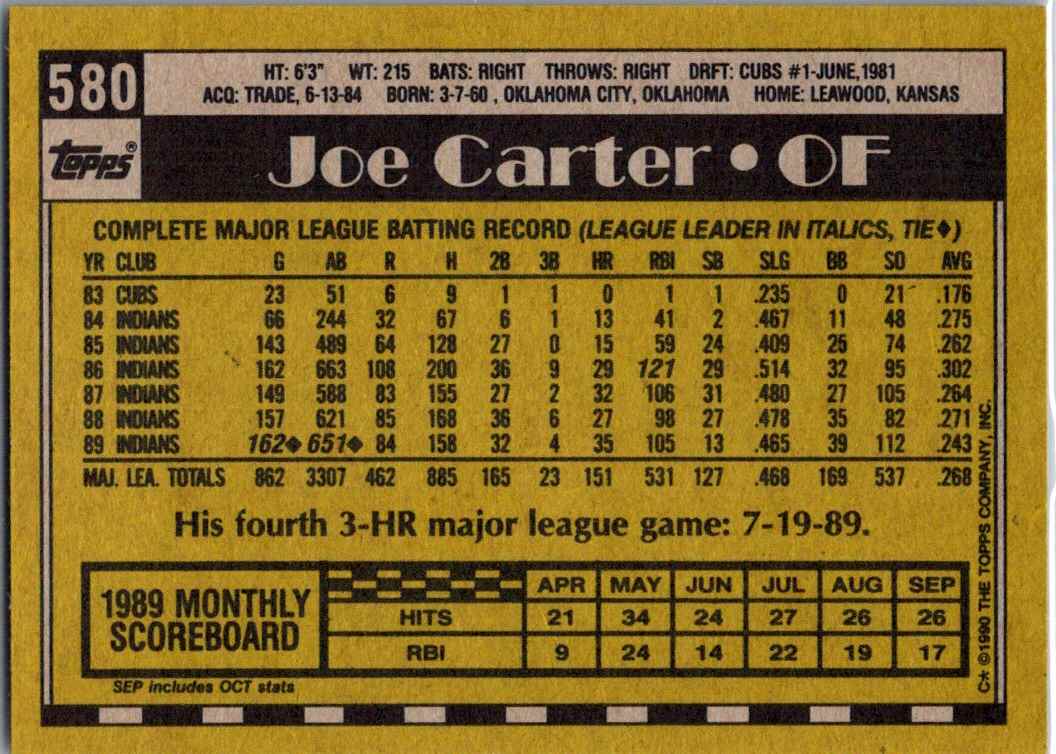 580
HT: 6'3" WT: 215 BATS: RIGHT THROWS: RIGHT DRFT: CUBS #1-JUNE,1981
ACQ: TRADE, 6-13-84 BORN: 3-7-60 , OKLAHOMA CITY, OKLAHOMA HOME: LEAWOOD, KANSAS
topps®
Joe Carter • OF
COMPLETE MAJOR LEAGUE BATTING RECORD (LEAGUE LEADER IN ITALICS, TIE♦)
YR CLUB G AB R H 2B 3B HR RBI SB SLG BB SO AVG
83 CUBS 23 51 6 9 1 1 0 1 1 .235 0 21 .176
84 INDIANS 66 244 32 67 6 1 13 41 2 .467 11 48 .275
85 INDIANS 143 489 64 128 27 0 15 59 24 .409 25 74 .262
86 INDIANS 162 663 108 200 36 9 29 121 29 .514 32 95 .302
87 INDIANS 149 588 83 155 27 2 32 106 31 .480 27 105 .264
88 INDIANS 157 621 85 168 36 6 27 98 27 .478 35 82 .271
89 INDIANS 162♦ 651♦ 84 158 32 4 35 105 13 .465 39 112 .243
MAJ. LEA. TOTALS 862 3307 462 885 165 23 151 531 127 .468 169 537 .268
His fourth 3-HR major league game: 7-19-89.
1989 MONTHLY
SCOREBOARD
APR MAY JUN JUL AUG SEP
HITS 21 34 24 27 26 26
RBI 9 24 14 22 19 17
SEP includes OCT stats
C* ©1990 THE TOPPS COMPANY, INC.